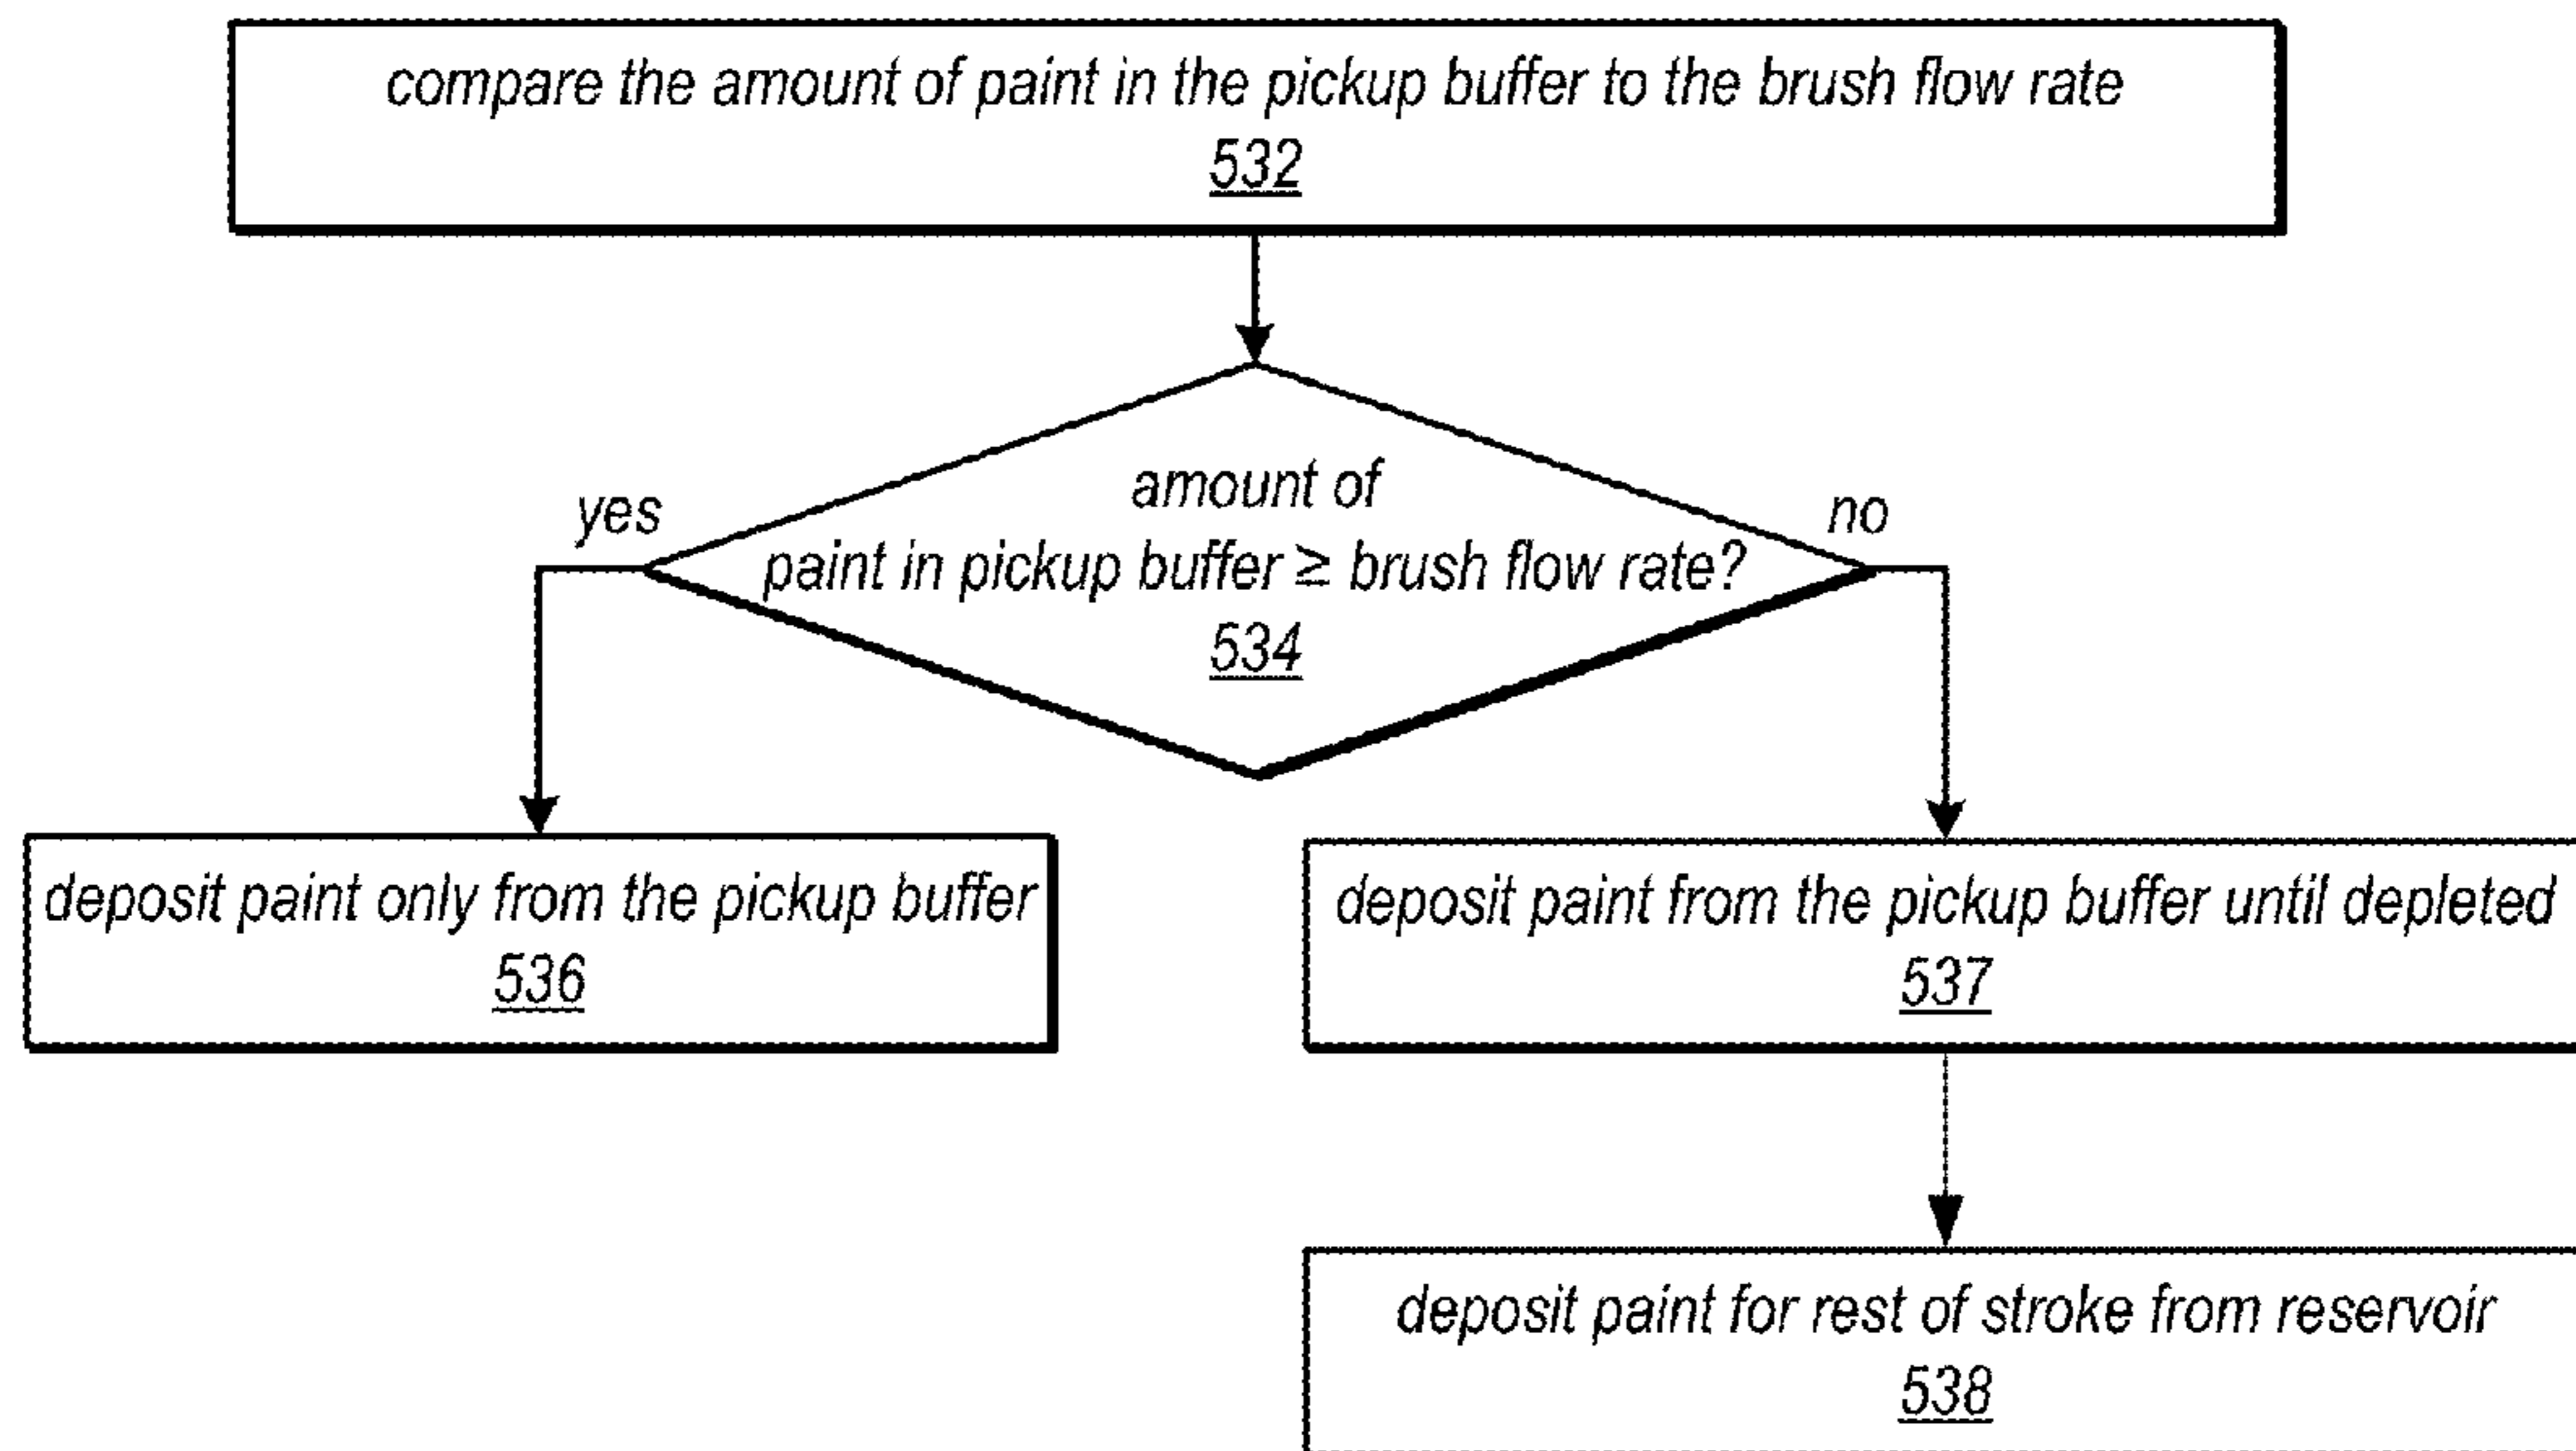 compare the amount of paint in the pickup buffer to the brush flow rate
532
amount of
yes
no
paint in pickup buffer ≥ brush flow rate?
534
deposit paint only from the pickup buffer
536
deposit paint from the pickup buffer until depleted
537
deposit paint for rest of stroke from reservoir
538